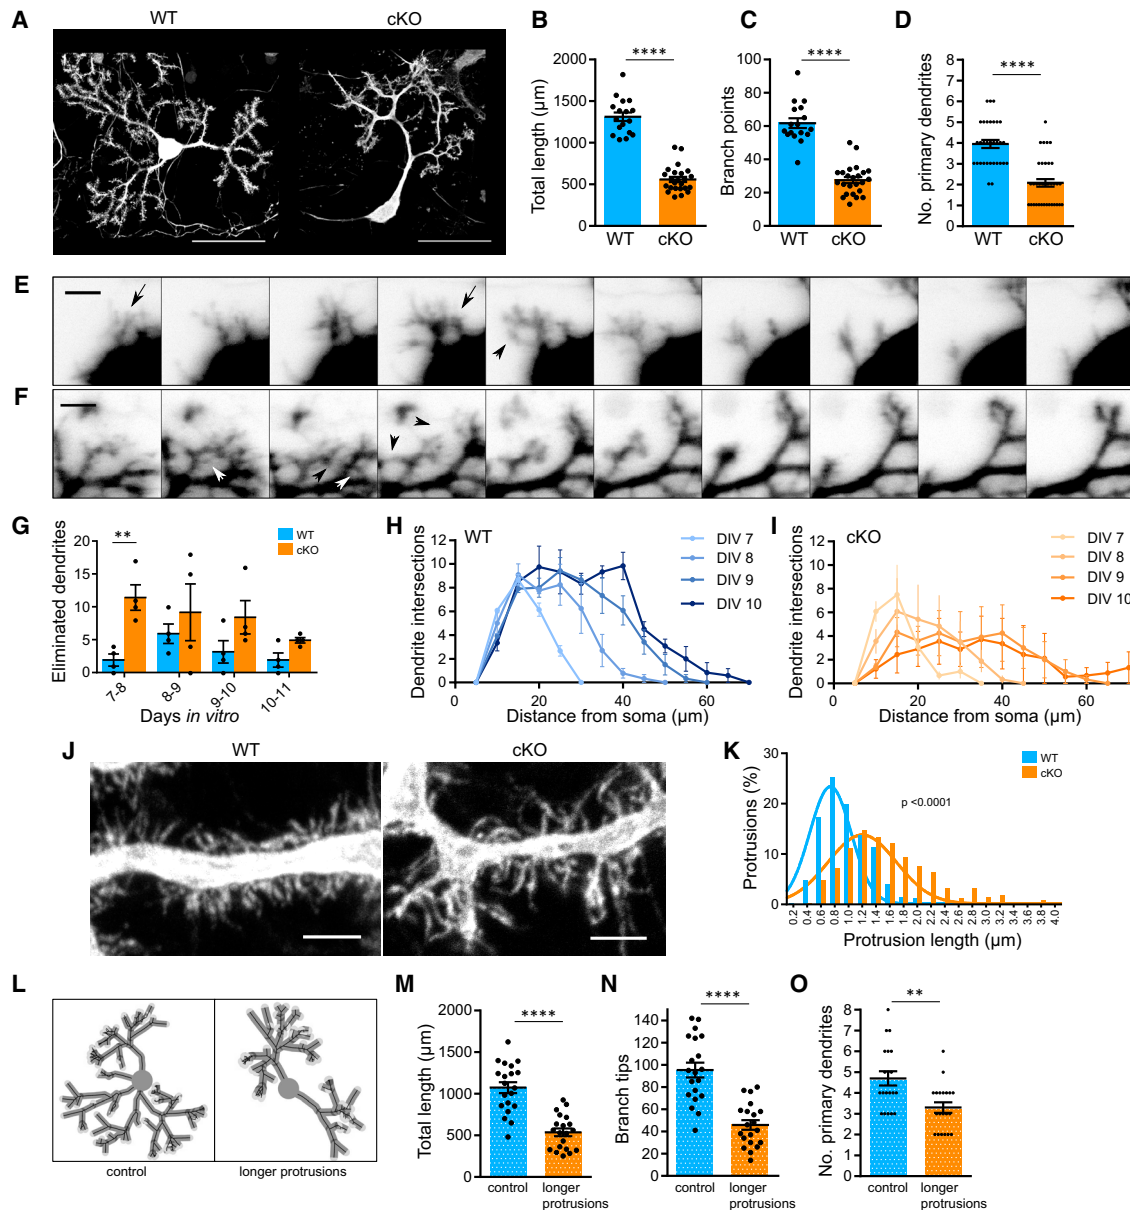 A
WT
cKO
B
Total length (µm)
2000
1500
1000
500
0
****
WT
cKO
C
Branch points
100
80
60
40
20
0
****
WT
cKO
D
No. primary dendrites
8
7
6
5
4
3
2
1
0
****
WT
cKO
E
F
G
Eliminated dendrites
20
15
10
5
0
**
WT
cKO
7-8
8-9
9-10
10-11
Days in vitro
H
WT
Dendrite intersections
12
10
8
6
4
2
0
20
40
60
Distance from soma (µm)
DIV 7
DIV 8
DIV 9
DIV 10
I
cKO
Dendrite intersections
12
10
8
6
4
2
0
20
40
60
Distance from soma (µm)
DIV 7
DIV 8
DIV 9
DIV 10
J
WT
cKO
K
Protrusions (%)
30
20
10
0
WT
cKO
p <0.0001
0.2
0.4
0.6
0.8
1.0
1.2
1.4
1.6
1.8
2.0
2.2
2.4
2.6
2.8
3.0
3.2
3.4
3.6
3.8
4.0
Protrusion length (µm)
L
control
longer protrusions
M
Total length (µm)
2000
1500
1000
500
0
****
control
longer
protrusions
N
Branch tips
140
120
100
80
60
40
20
0
****
control
longer
protrusions
O
No. primary dendrites
8
7
6
5
4
3
2
1
0
**
control
longer
protrusions